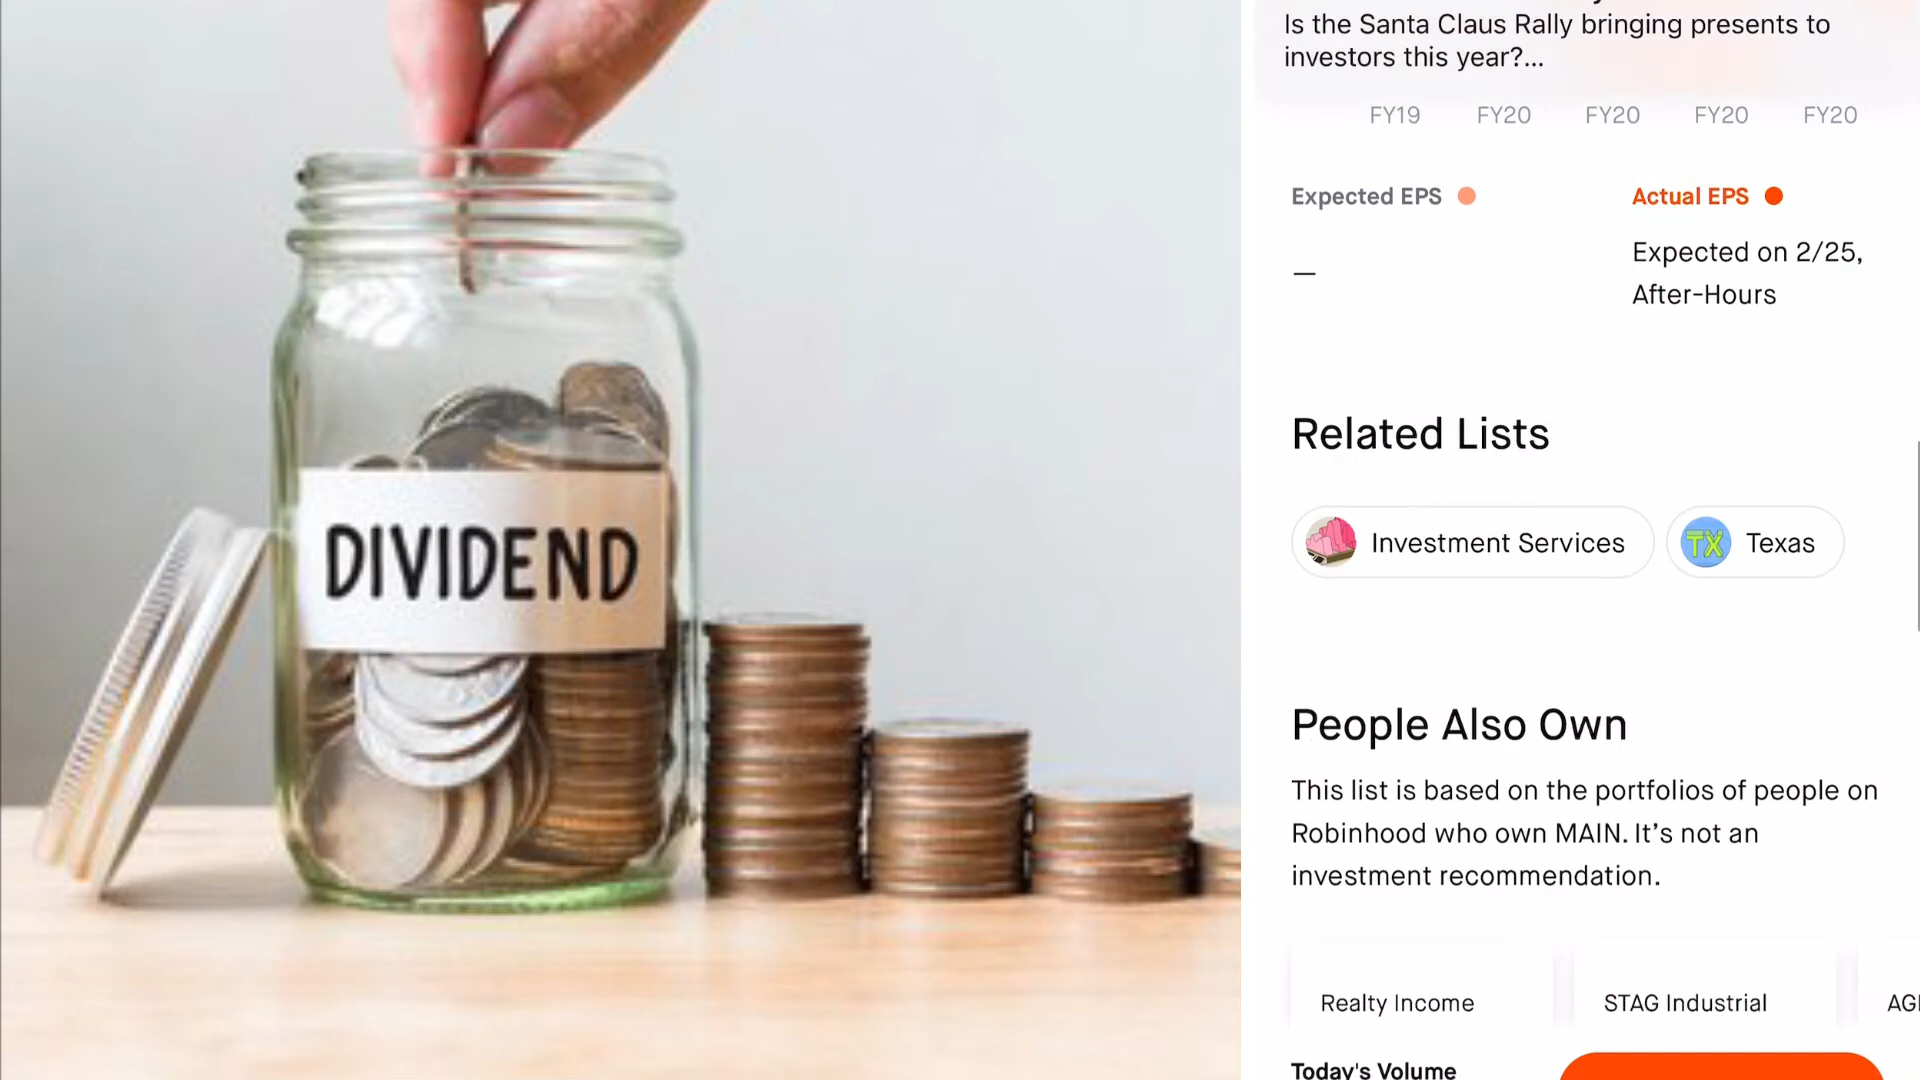 DIVIDEND
Is the Santa Claus Rally bringing presents to
investors this year?...
FY19 FY20 FY20 FY20 FY20
Expected EPS Actual EPS
— Expected on 2/25,
After-Hours
Related Lists
Investment Services TX Texas
People Also Own
This list is based on the portfolios of people on
Robinhood who own MAIN. It’s not an
investment recommendation.
Realty Income STAG Industrial
Today's Volume